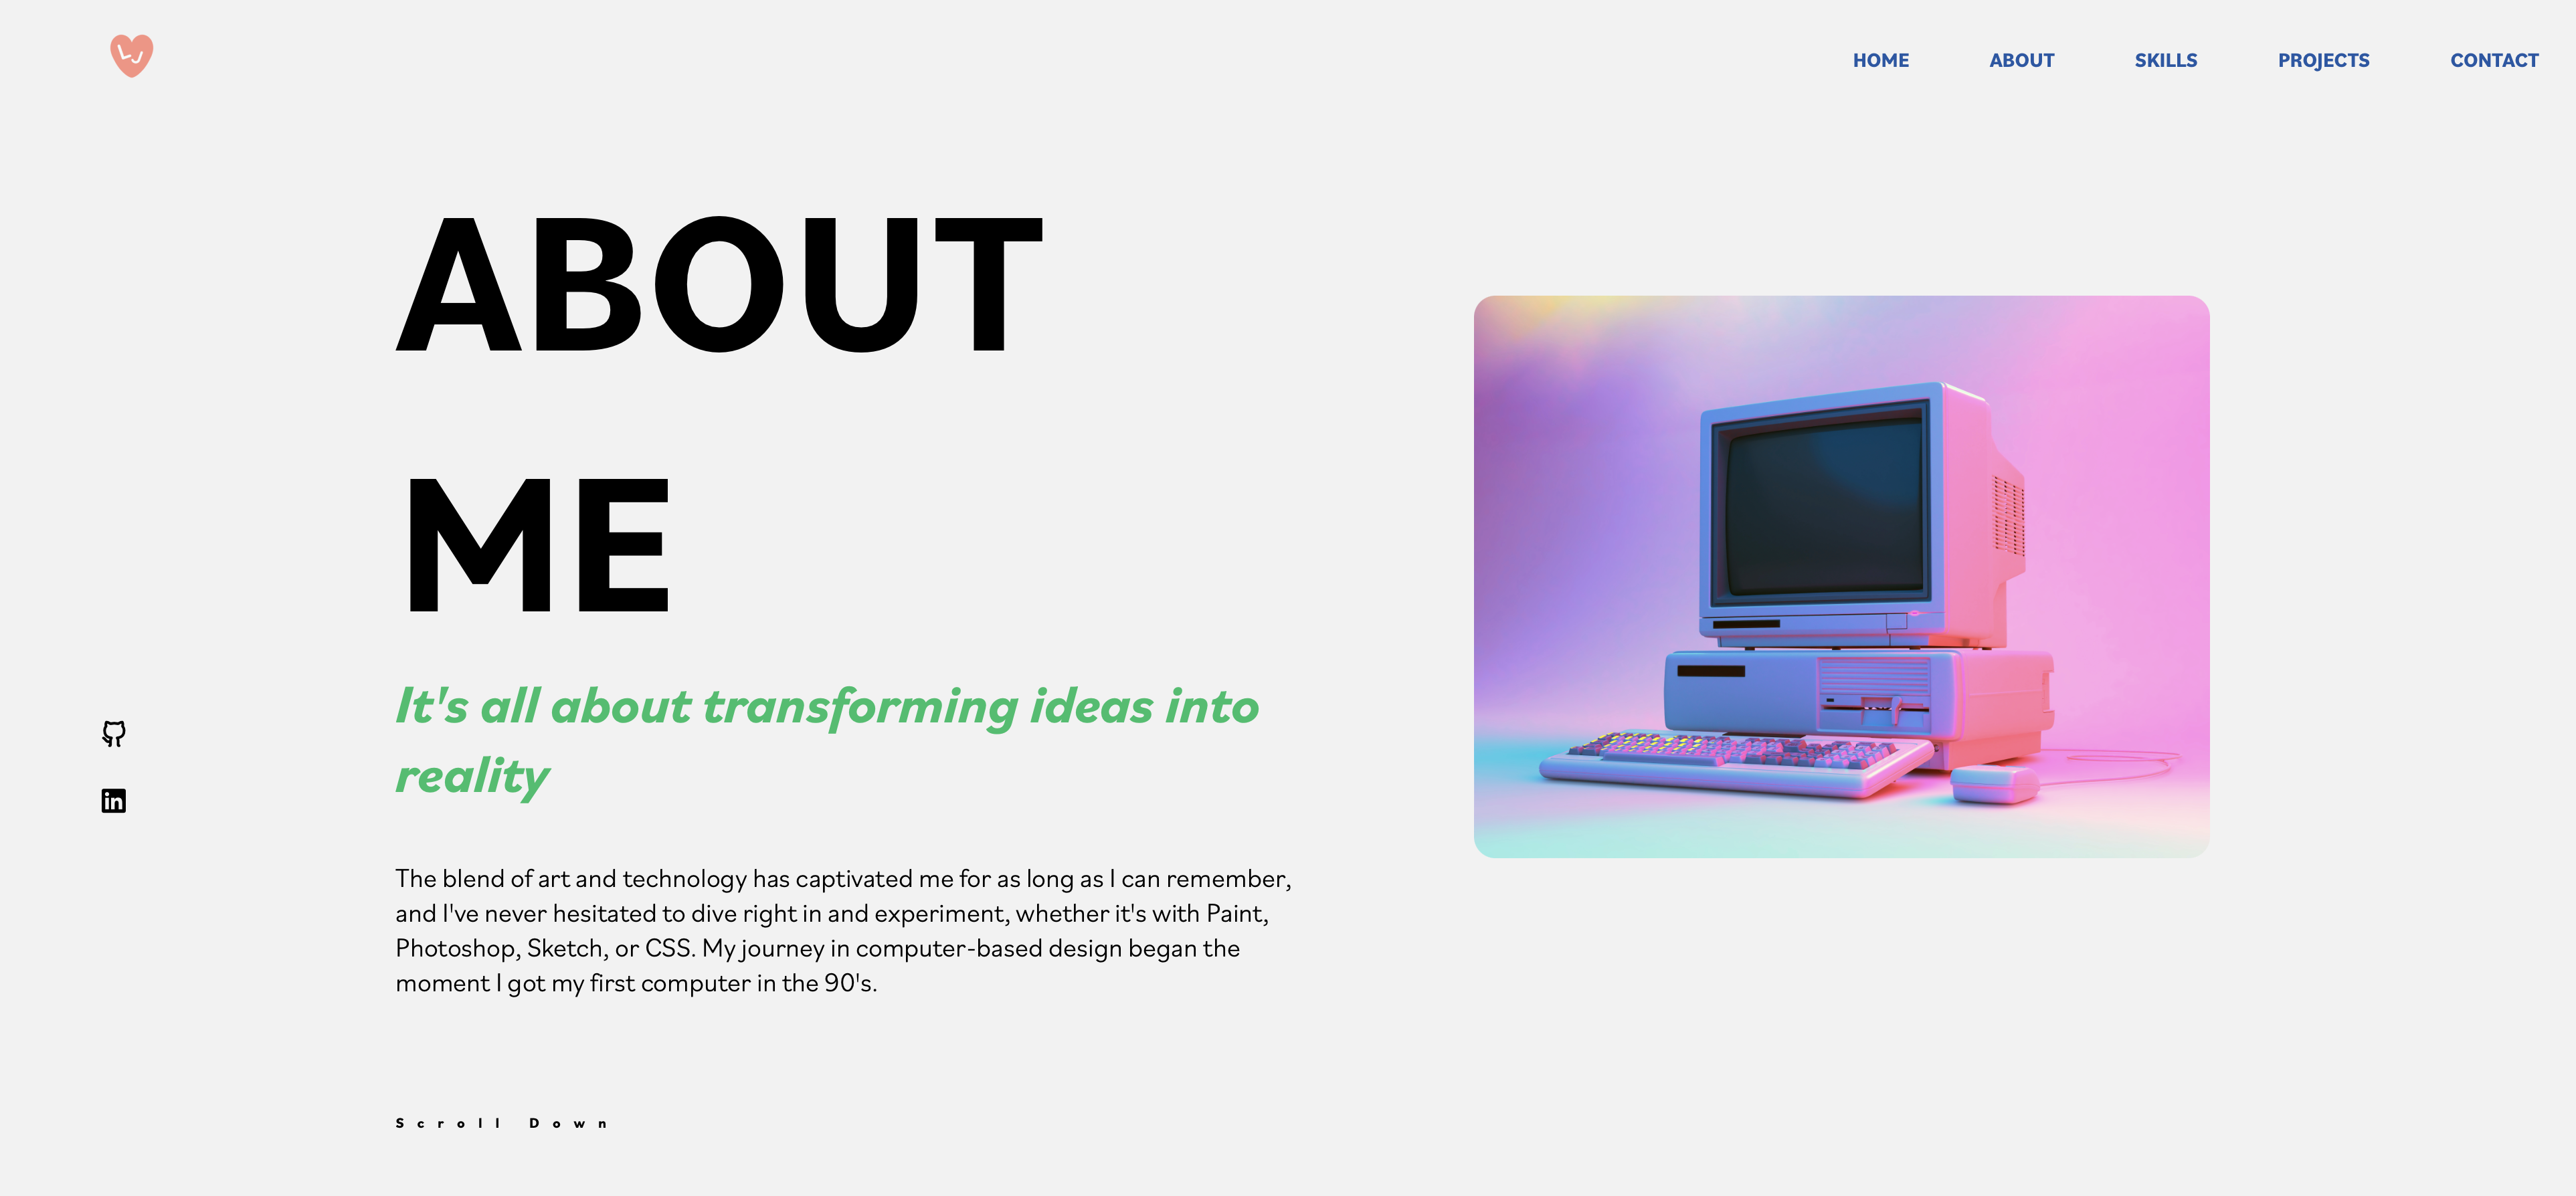 LJ
HOME ABOUT SKILLS PROJECTS CONTACT
ABOUT
ME
It's all about transforming ideas into
reality
in
The blend of art and technology has captivated me for as long as I can remember,
and I've never hesitated to dive right in and experiment, whether it's with Paint,
Photoshop, Sketch, or CSS. My journey in computer-based design began the
moment I got my first computer in the 90's.
Scroll Down